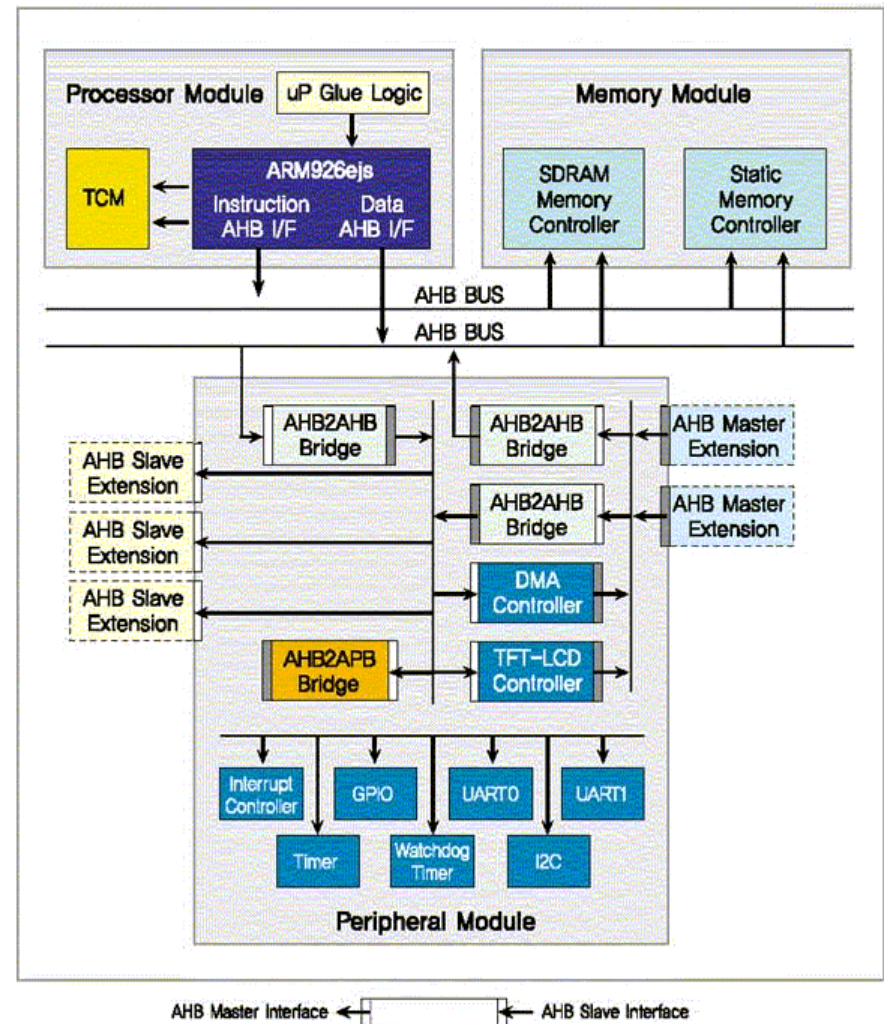 Processor Module
uP Glue Logic
Memory Module
TCM
ARM926ejs
Instruction
AHB I/F
Data
AHB I/F
SDRAM
Memory
Controller
Static
Memory
Controller
AHB BUS
AHB BUS
AHB2AHB
Bridge
AHB2AHB
Bridge
AHB Master
Extension
AHB Slave
Extension
AHB2AHB
Bridge
AHB Master
Extension
AHB Slave
Extension
DMA
Controller
AHB Slave
Extension
AHB2APB
Bridge
TFT-LCD
Controller
Interrupt
Controller
GPIO
UART0
UART1
Timer
Watchdog
Timer
I2C
Peripheral Module
AHB Master Interface
AHB Slave Interface